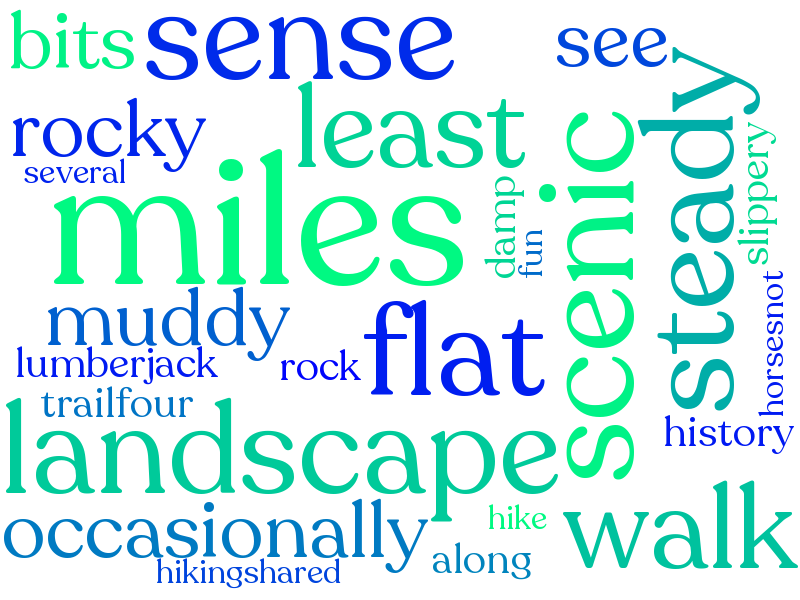 bits
sense
see
rocky
least
several
miles
damp
fun
scenic
steady
slippery
muddy
flat
horsesnot
lumberjack
rock
trailfour
history
landscape
occasionally
hike
walk
along
hikingshared